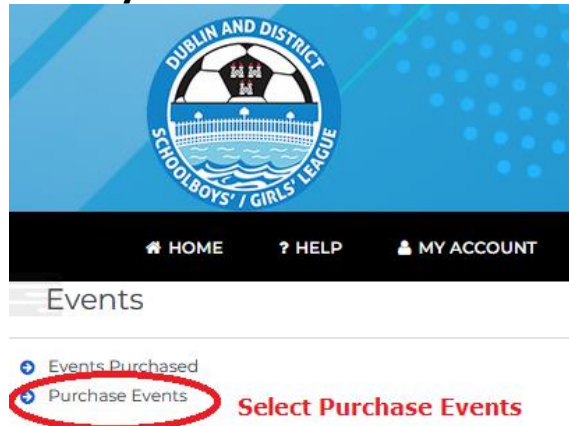 DUBLIN AND DISTRICT
SCHOOLBOYS' / GIRLS' LEAGUE
HOME ? HELP MY ACCOUNT
Events
Events Purchased
Purchase Events
Select Purchase Events